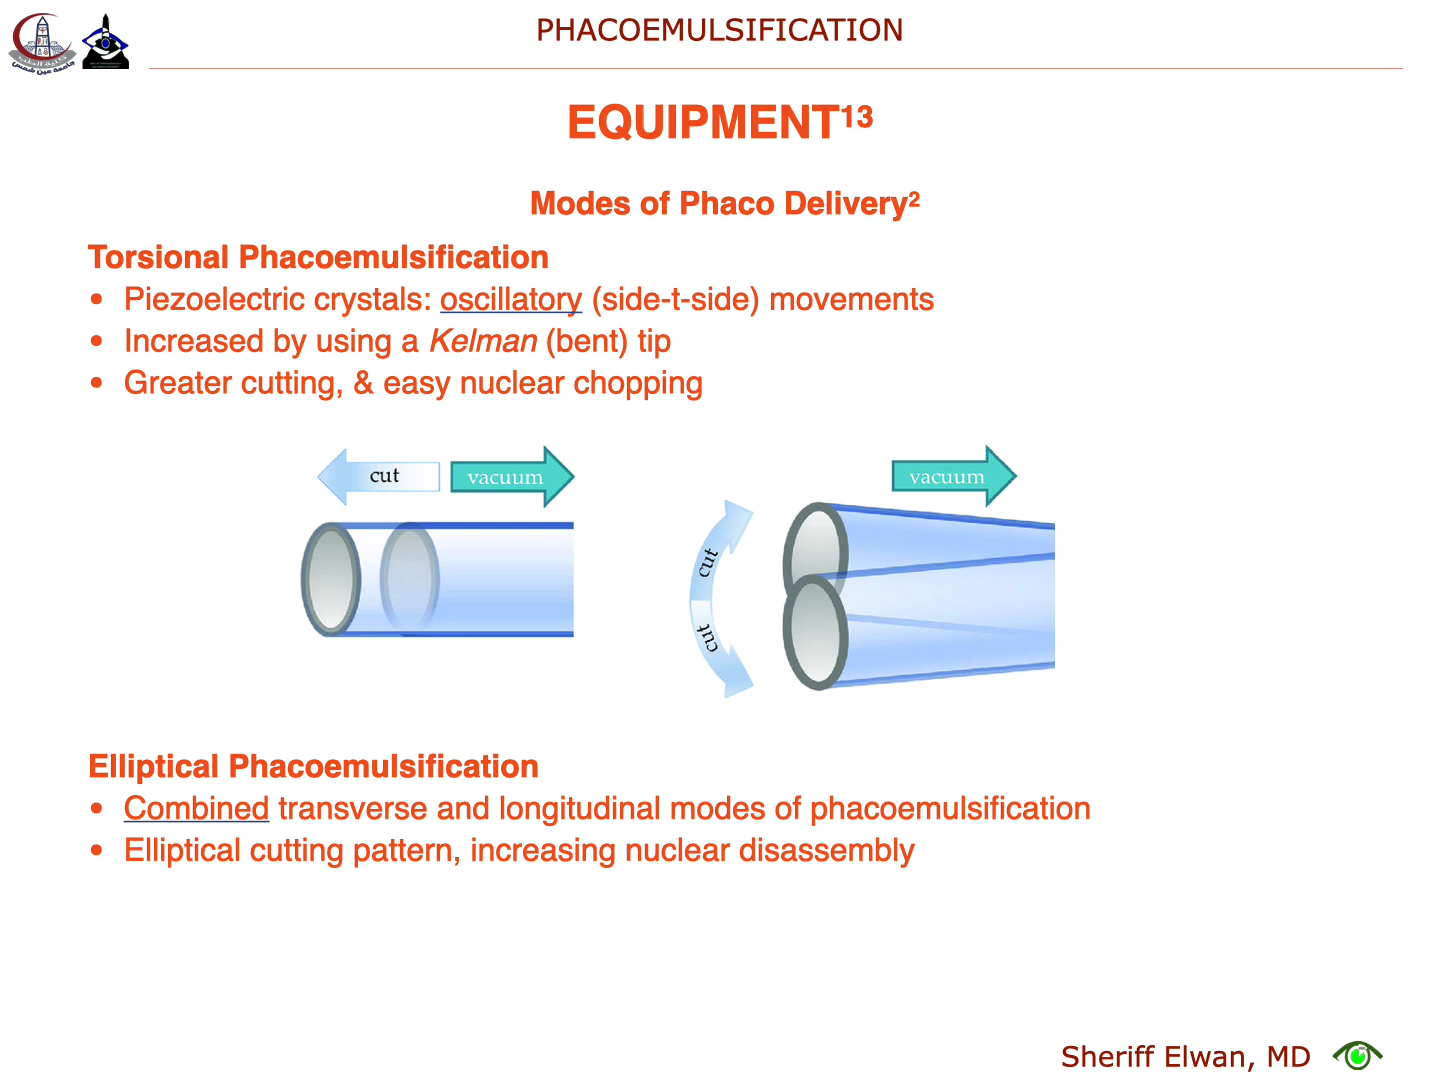 PHACOEMULSIFICATION
EQUIPMENT¹³
Modes of Phaco Delivery²
Torsional Phacoemulsification
• Piezoelectric crystals: oscillatory (side-t-side) movements
• Increased by using a Kelman (bent) tip
• Greater cutting, & easy nuclear chopping
cut
vacuum
vacuum
cut
cut
Elliptical Phacoemulsification
• Combined transverse and longitudinal modes of phacoemulsification
• Elliptical cutting pattern, increasing nuclear disassembly
Sheriff Elwan, MD